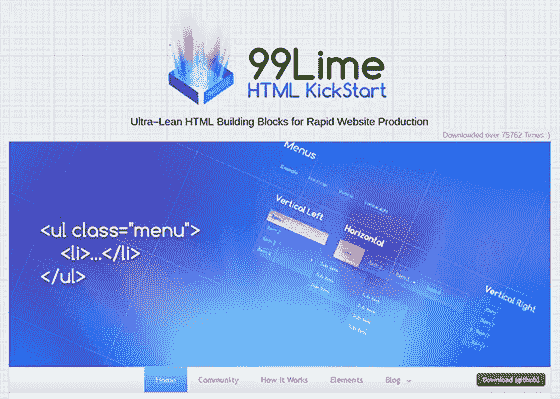 99Lime
HTML KickStart
Ultra-Lean HTML Building Blocks for Rapid Website Production
Downloaded over 75762 Times :)
Menus
Vertical Left
Horizontal
Vertical Right
<ul class="menu">
<li>...</li>
</ul>
Home Community How It Works Elements Blog Download (github)